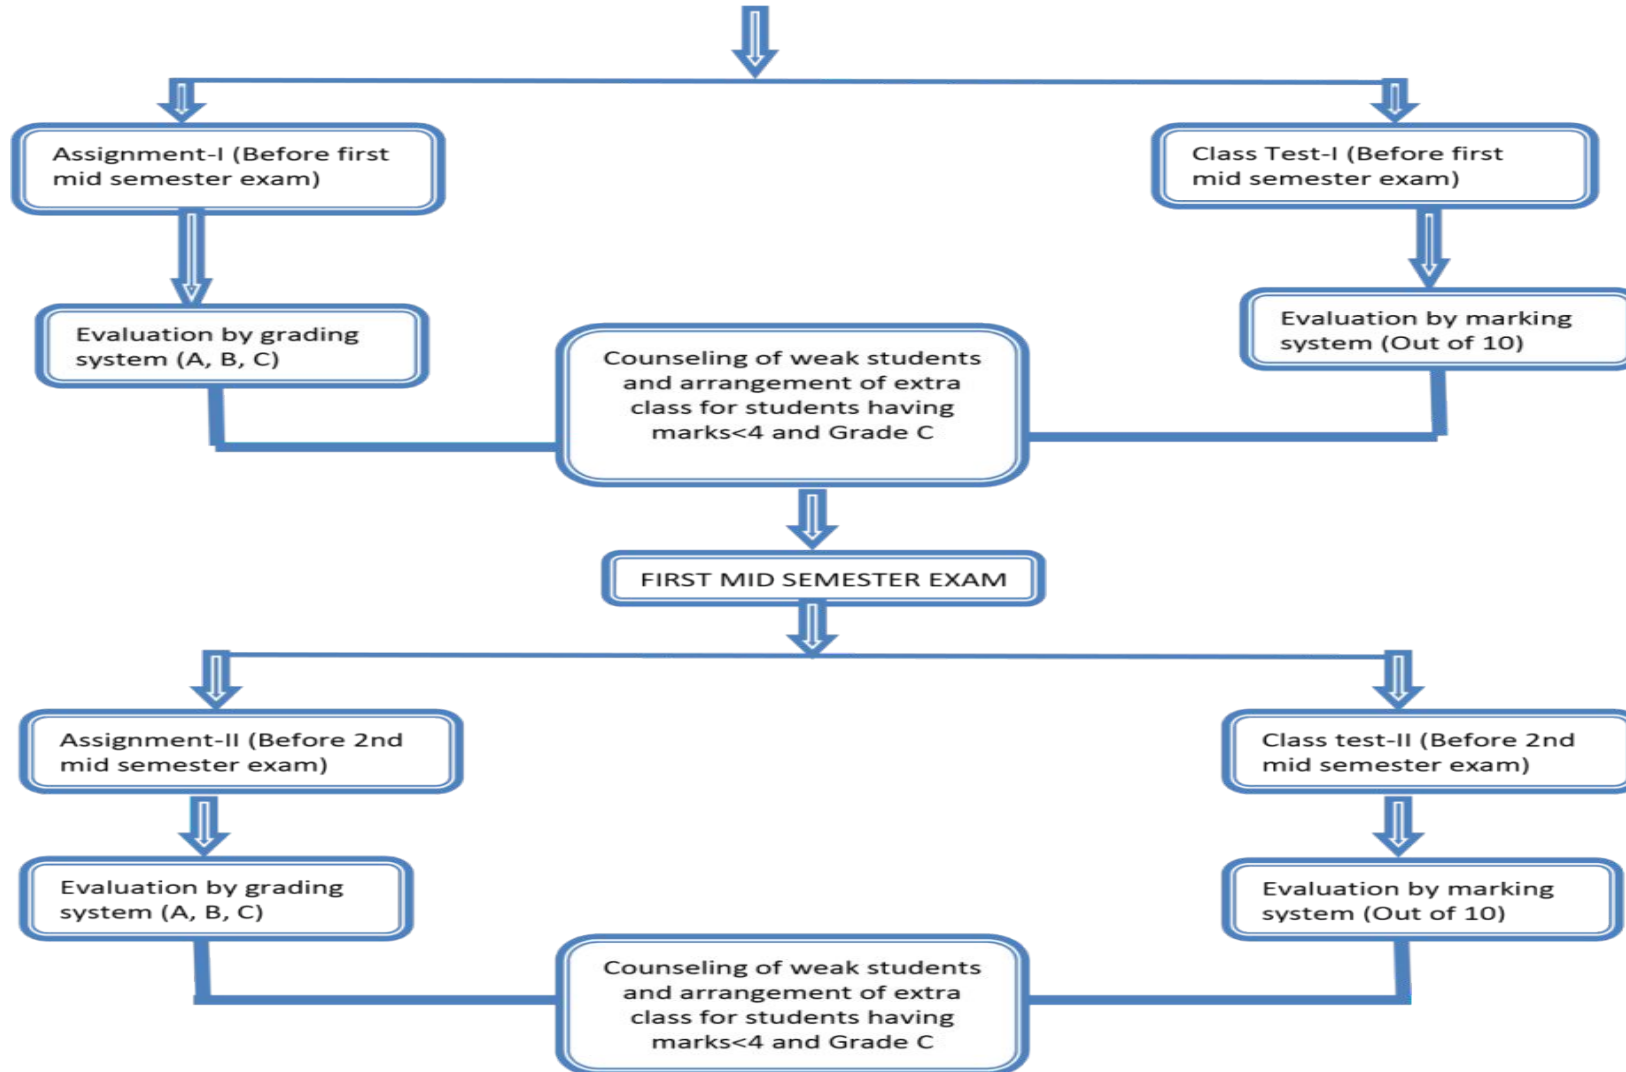 Assignment-I (Before first
mid semester exam)
Class Test-I (Before first
mid semester exam)
Evaluation by grading
system (A, B, C)
Evaluation by marking
system (Out of 10)
Counseling of weak students
and arrangement of extra
class for students having
marks<4 and Grade C
FIRST MID SEMESTER EXAM
Assignment-II (Before 2nd
mid semester exam)
Class test-II (Before 2nd
mid semester exam)
Evaluation by grading
system (A, B, C)
Evaluation by marking
system (Out of 10)
Counseling of weak students
and arrangement of extra
class for students having
marks<4 and Grade C